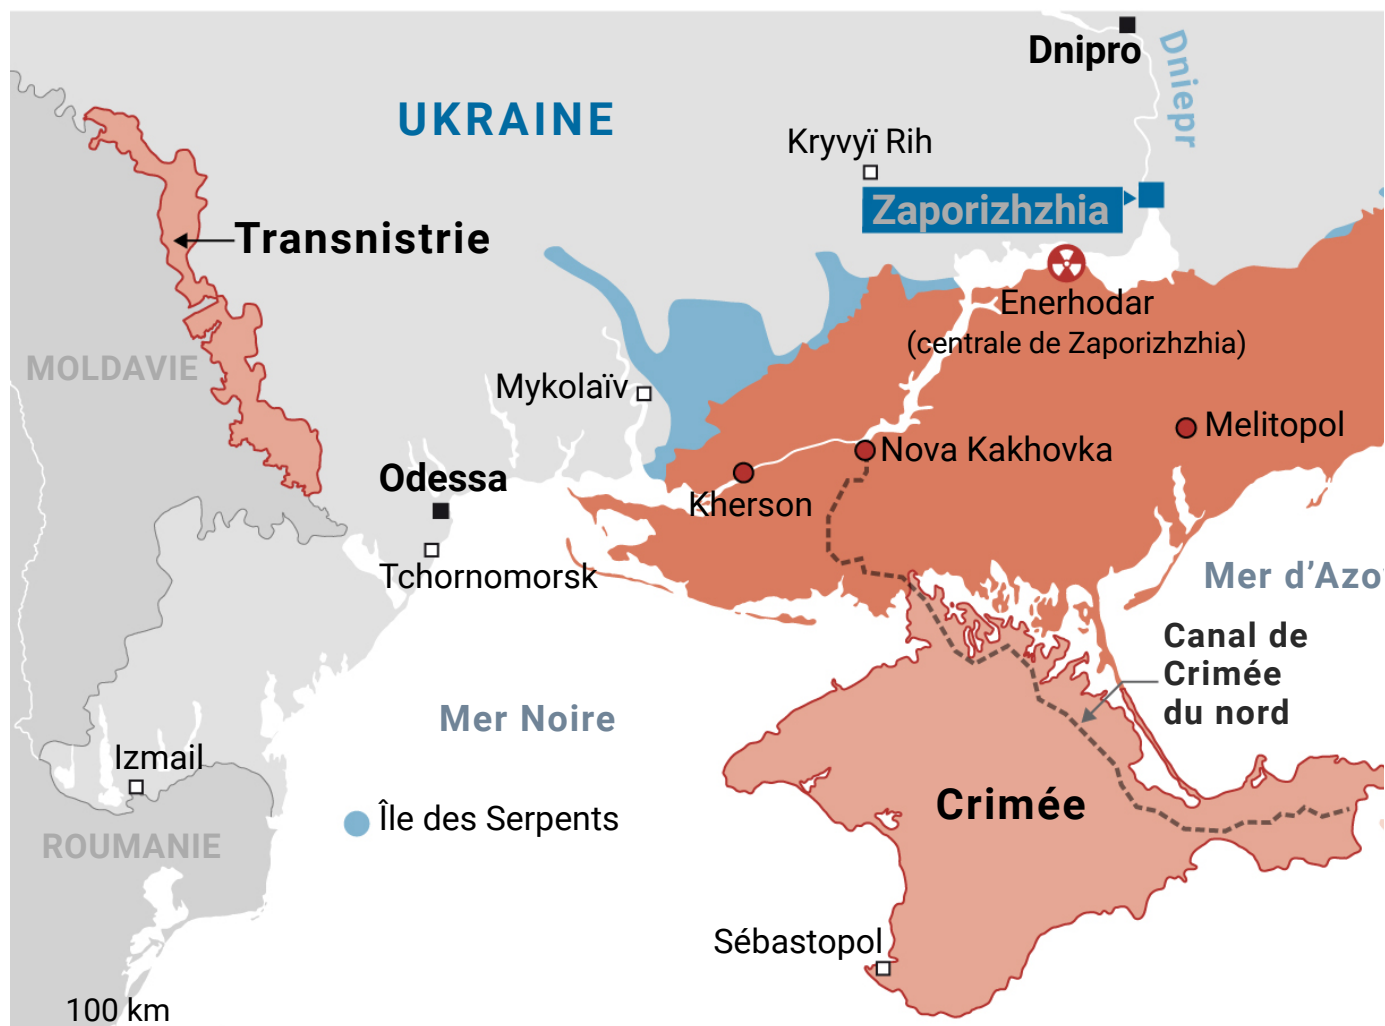 Dnipro
Dniepr
UKRAINE
Kryvyï Rih
Zaporizhzhia
Transnistrie
Enerhodar
(centrale de Zaporizhzhia)
MOLDAVIE
Mykolaïv
Melitopol
Nova Kakhovka
Odessa
Kherson
Tchornomorsk
Mer d’Azo
Canal de
Crimée
du nord
Mer Noire
Izmail
Crimée
Île des Serpents
ROUMANIE
Sébastopol
100 km